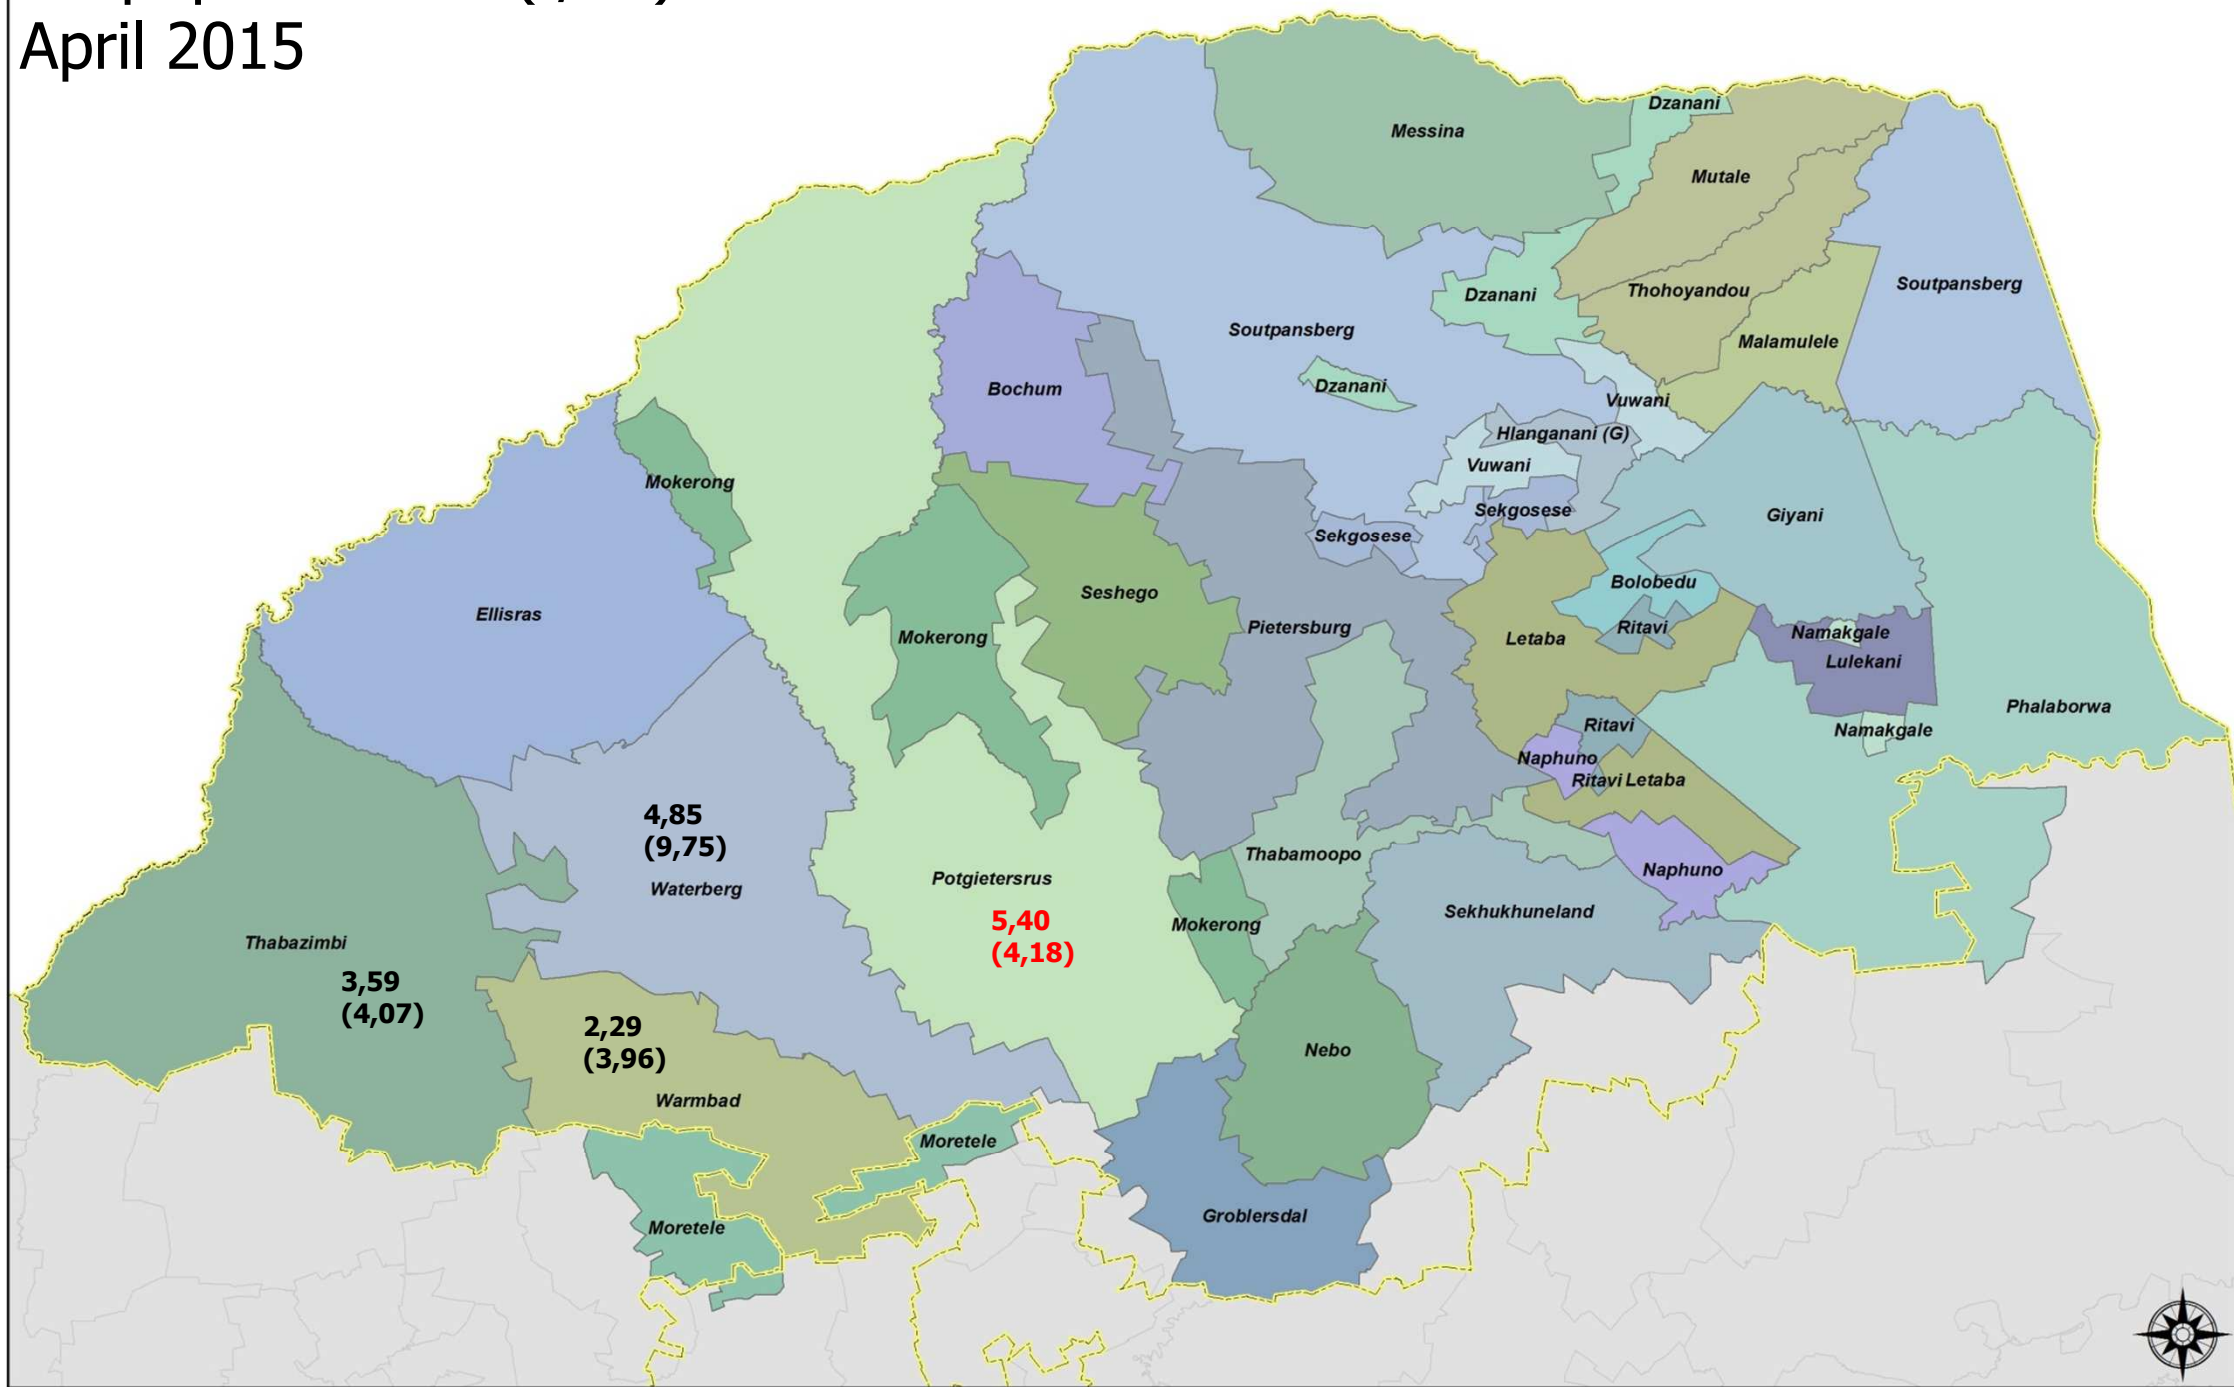 April 2015
Messina
Dzanani
Mutale
Soutpansberg
Thohoyandou
Dzanani
Soutpansberg
Malamulele
Dzanani
Bochum
Vuwani
Hlanganani (G)
Vuwani
Mokerong
Sekgosese
Giyani
Sekgosese
Bolobedu
Seshego
Ellisras
Pietersburg
Ritavi
Namakgale
Mokerong
Letaba
Lulekani
Phalaborwa
Ritavi
Namakgale
Naphuno
Ritavi Letaba
4,85
(9,75)
Thabamoopo
Naphuno
Potgietersrus
Waterberg
Sekhukhuneland
5,40
(4,18)
Mokerong
Thabazimbi
3,59
(4,07)
2,29
(3,96)
Nebo
Warmbad
Moretele
Groblersdal
Moretele